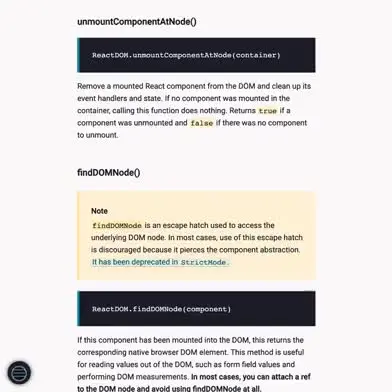 unmountComponentAtNode()
ReactDOM.unmountComponentAtNode(container)
Remove a mounted React component from the DOM and clean up its
event handlers and state. If no component was mounted in the
container, calling this function does nothing. Returns true if a
component was unmounted and false if there was no component
to unmount.
findDOMNode()
Note
findDOMNode is an escape hatch used to access the
underlying DOM node. In most cases, use of this escape hatch
is discouraged because it pierces the component abstraction.
It has been deprecated in StrictMode.
ReactDOM.findDOMNode(component)
If this component has been mounted into the DOM, this returns the
corresponding native browser DOM element. This method is useful
for reading values out of the DOM, such as form field values and
performing DOM measurements. In most cases, you can attach a ref
to the DOM node and avoid using findDOMNode at all.